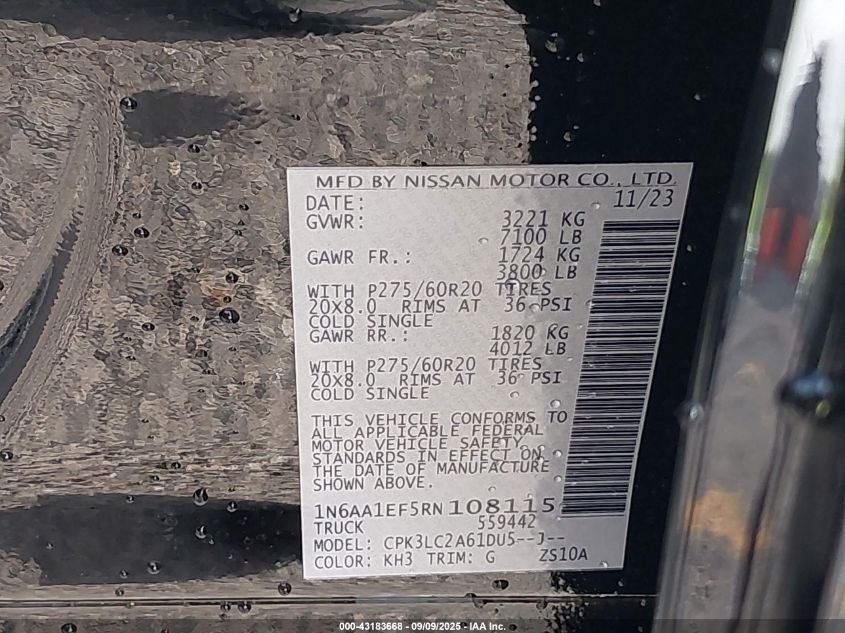 MFD BY NISSAN MOTOR CO., LTD.
DATE: 11/23
GVWR: 3221 KG
7100 LB
GAWR FR.: 1724 KG
3800 LB
WITH P275/60R20 TIRES
20X8.0 RIMS AT 36 PSI
COLD SINGLE
GAWR RR.: 1820 KG
4012 LB
WITH P275/60R20 TIRES
20X8.0 RIMS AT 36 PSI
COLD SINGLE
THIS VEHICLE CONFORMS TO
ALL APPLICABLE FEDERAL
MOTOR VEHICLE SAFETY
STANDARDS IN EFFECT ON
THE DATE OF MANUFACTURE
SHOWN ABOVE.
1N6AA1EF5RN108115
TRUCK 559442
MODEL: CPK3LC2A61DU5--J--
COLOR: KH3 TRIM: G ZS10A
000-43183668 - 09/09/2025 - IAA Inc.